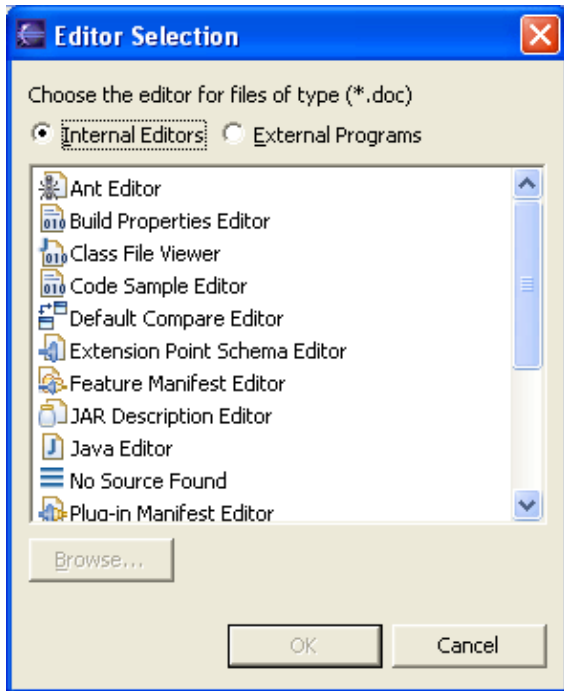 Editor Selection
Choose the editor for files of type (*.doc)
Internal Editors External Programs
Ant Editor
Build Properties Editor
Class File Viewer
Code Sample Editor
Default Compare Editor
Extension Point Schema Editor
Feature Manifest Editor
JAR Description Editor
Java Editor
No Source Found
Plug-in Manifest Editor
Browse...
OK Cancel